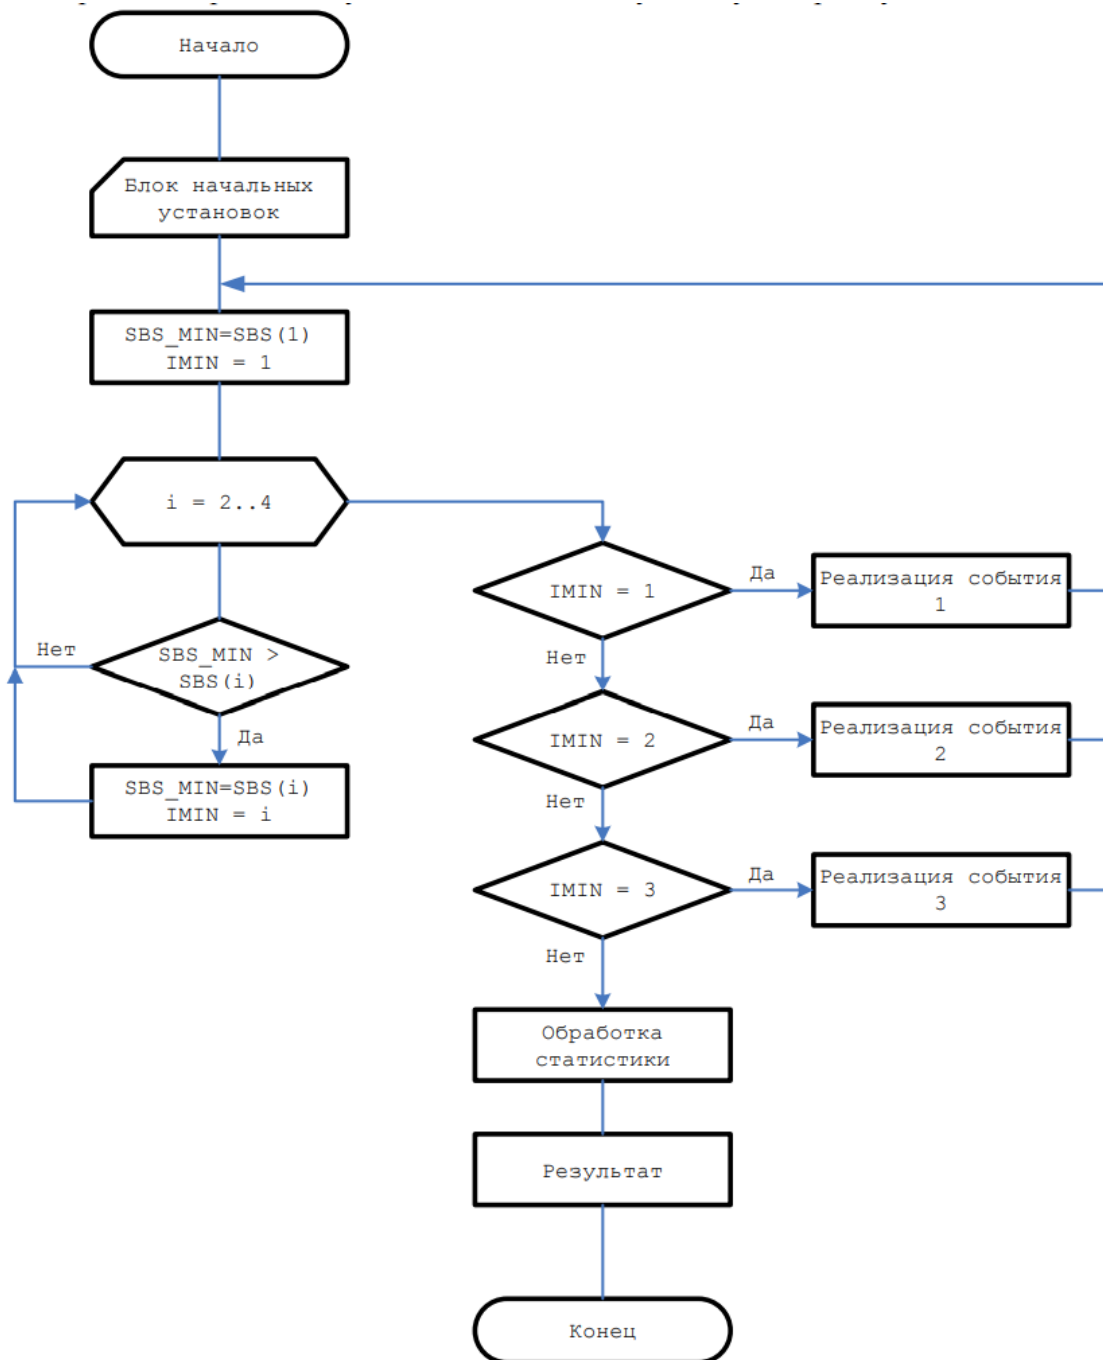 Начало
Блок начальных
установок
SBS_MIN=SBS(1)
IMIN = 1
i = 2..4
Нет
SBS_MIN >
SBS(i)
Да
SBS_MIN=SBS(i)
IMIN = i
IMIN = 1
Да
Реализация события
1
Нет
IMIN = 2
Да
Реализация события
2
Нет
IMIN = 3
Да
Реализация события
3
Нет
Обработка
статистики
Результат
Конец